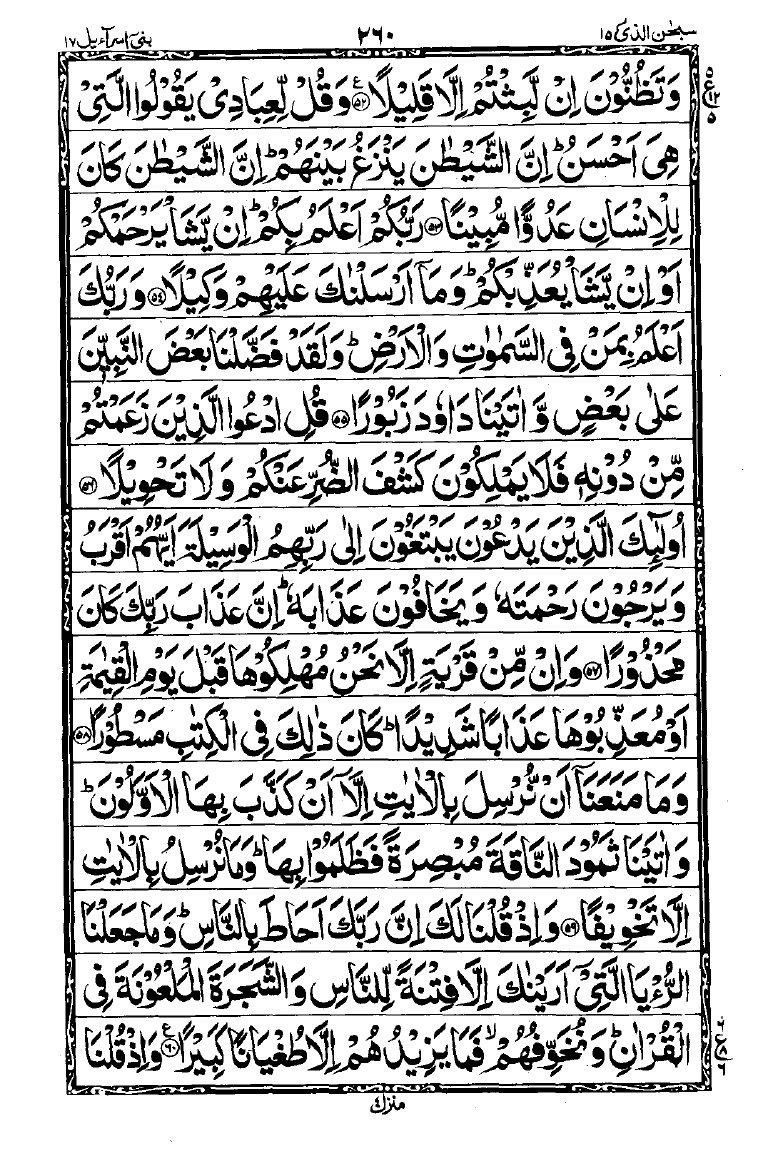 سبحٰن الذی ١٥ ٢٦٠ بنیٓ اسرآءیل ١٧
وَتَظُنُّوْنَ اِنْ لَّبِثْتُمْ اِلَّا قَلِيْلًا ﴿٥٢﴾ ع وَقُلْ لِّعِبَادِیْ يَقُوْلُوا الَّتِیْ
هِیَ اَحْسَنُ ؕ اِنَّ الشَّيْطٰنَ يَنْزَغُ بَيْنَهُمْ ؕ اِنَّ الشَّيْطٰنَ كَانَ
لِلْاِنْسَانِ عَدُوًّا مُّبِيْنًا ﴿٥٣﴾ رَبُّكُمْ اَعْلَمُ بِكُمْ ؕ اِنْ يَّشَاْ يَرْحَمْكُمْ
اَوْ اِنْ يَّشَاْ يُعَذِّبْكُمْ ؕ وَمَاۤ اَرْسَلْنٰكَ عَلَيْهِمْ وَكِيْلًا ﴿٥٤﴾ وَرَبُّكَ
اَعْلَمُ بِمَنْ فِی السَّمٰوٰتِ وَالْاَرْضِ ؕ وَلَقَدْ فَضَّلْنَا بَعْضَ النَّبِيّٖنَ
عَلٰی بَعْضٍ وَّاٰتَيْنَا دَاوٗدَ زَبُوْرًا ﴿٥٥﴾ قُلِ ادْعُوا الَّذِيْنَ زَعَمْتُمْ
مِّنْ دُوْنِهٖ فَلَا يَمْلِكُوْنَ كَشْفَ الضُّرِّ عَنْكُمْ وَلَا تَحْوِيْلًا ﴿٥٦﴾
اُولٰٓئِكَ الَّذِيْنَ يَدْعُوْنَ يَبْتَغُوْنَ اِلٰی رَبِّهِمُ الْوَسِيْلَةَ اَيُّهُمْ اَقْرَبُ
وَيَرْجُوْنَ رَحْمَتَهٗ وَيَخَافُوْنَ عَذَابَهٗ ؕ اِنَّ عَذَابَ رَبِّكَ كَانَ
مَحْذُوْرًا ﴿٥٧﴾ وَاِنْ مِّنْ قَرْيَةٍ اِلَّا نَحْنُ مُهْلِكُوْهَا قَبْلَ يَوْمِ الْقِيٰمَةِ
اَوْ مُعَذِّبُوْهَا عَذَابًا شَدِيْدًا ؕ كَانَ ذٰلِكَ فِی الْكِتٰبِ مَسْطُوْرًا ﴿٥٨﴾
وَمَا مَنَعَنَاۤ اَنْ نُّرْسِلَ بِالْاٰيٰتِ اِلَّاۤ اَنْ كَذَّبَ بِهَا الْاَوَّلُوْنَ ؕ
وَاٰتَيْنَا ثَمُوْدَ النَّاقَةَ مُبْصِرَةً فَظَلَمُوْا بِهَا ؕ وَمَا نُرْسِلُ بِالْاٰيٰتِ
اِلَّا تَخْوِيْفًا ﴿٥٩﴾ وَاِذْ قُلْنَا لَكَ اِنَّ رَبَّكَ اَحَاطَ بِالنَّاسِ ؕ وَمَا جَعَلْنَا
الرُّءْيَا الَّتِیْۤ اَرَيْنٰكَ اِلَّا فِتْنَةً لِّلنَّاسِ وَالشَّجَرَةَ الْمَلْعُوْنَةَ فِی
الْقُرْاٰنِ ؕ وَنُخَوِّفُهُمْ ۙ فَمَا يَزِيْدُهُمْ اِلَّا طُغْيَانًا كَبِيْرًا ﴿٦٠﴾ ع وَاِذْ قُلْنَا
منزل ٤